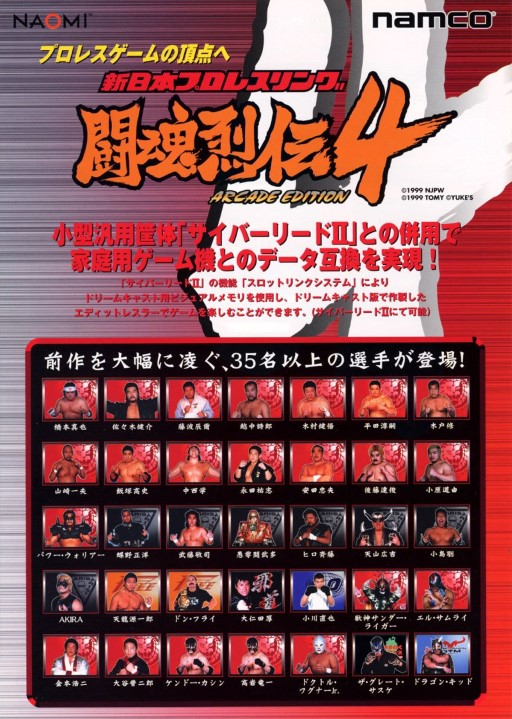 NAOMI™
namco®
プロレスゲームの頂点へ
新日本プロレスリング
闘魂烈伝4
ARCADE EDITION
©1999 NJPW
©1999 TOMY ©YUKE'S
小型汎用筐体「サイバーリードII」との併用で
家庭用ゲーム機とのデータ互換を実現!
「サイバーリードII」の機能「スロットリンクシステム」により
ドリームキャスト用ビジュアルメモリを使用し、ドリームキャスト版で作製した
エディットレスラーでゲームを楽しむことができます。(サイバーリードIIにて可能)
前作を大幅に凌ぐ、35名以上の選手が登場!
橋本真也 佐々木健介 藤波辰爾 越中詩郎 木村健悟 平田淳嗣 木戸修
山崎一夫 飯塚高史 中西学 永田裕志 安田忠夫 後藤達俊 小原道由
パワー・ウォリアー 蝶野正洋 武藤敬司 ヒロ斉藤 天山広吉 小島聡
AKIRA 天龍源一郎 ドン・フライ 大仁田厚 小川直也 獣神サンダー・ライガー エル・サムライ
金本浩二 大谷晋二郎 ケンドー・カシン 高岩竜一 ドクトル・ワグナーJr. ザ・グレート・サスケ ドラゴン・キッド